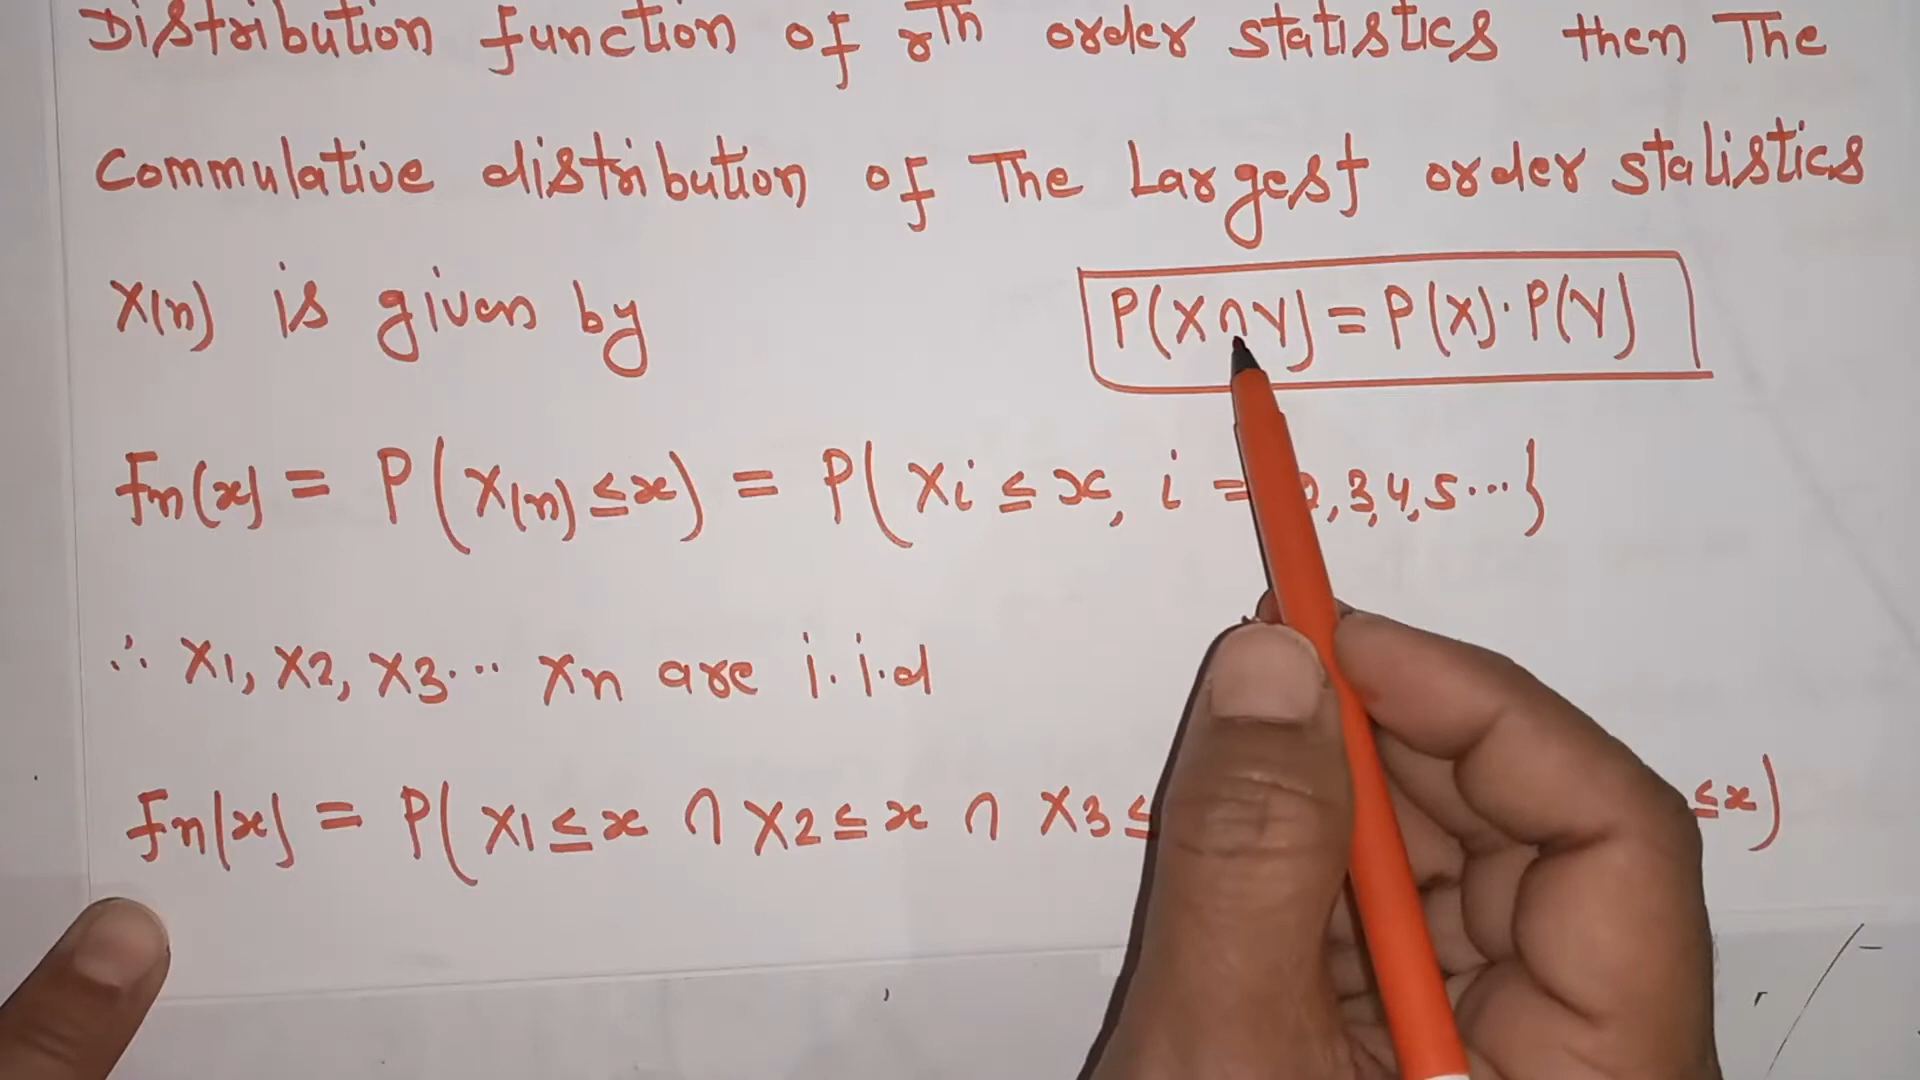 Distribution function of rth order statistics then The
Commulative distribution of The Largest order statistics
X(n) is given by
P(X∩Y) = P(X)·P(Y)
Fn(x) = P(X(n) ≤ x) = P( Xi ≤ x, i = 2,3,4,5...}
∴ X1, X2, X3... Xn are i.i.d
Fn(x) = P( X1 ≤ x ∩ X2 ≤ x ∩ X3 ≤ ≤ x)